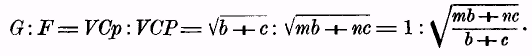 G : F = VCp : VCP = √b + c : √mb + nc = 1 : √mb + nc / b + c.